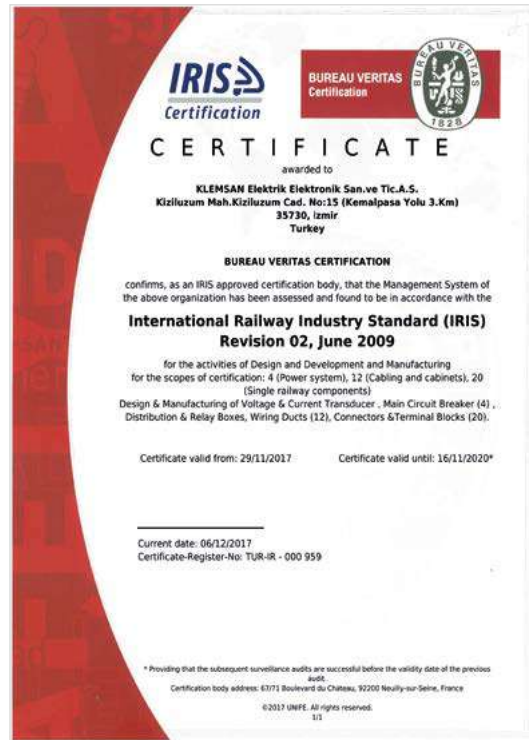 IRIS
Certification
BUREAU VERITAS
Certification
BUREAU VERITAS
1828
CERTIFICATE
awarded to
KLEMSAN Elektrik Elektronik San.ve Tic.A.S.
Kiziluzum Mah.Kiziluzum Cad. No:15 (Kemalpasa Yolu 3.Km)
35730, Izmir
Turkey
BUREAU VERITAS CERTIFICATION
confirms, as an IRIS approved certification body, that the Management System of
the above organization has been assessed and found to be in accordance with the
International Railway Industry Standard (IRIS)
Revision 02, June 2009
for the activities of Design and Development and Manufacturing
for the scopes of certification: 4 (Power system), 12 (Cabling and cabinets), 20
(Single railway components)
Design & Manufacturing of Voltage & Current Transducer , Main Circuit Breaker (4) ,
Distribution & Relay Boxes, Wiring Ducts (12), Connectors &Terminal Blocks (20).
Certificate valid from: 29/11/2017 Certificate valid until: 16/11/2020*
Current date: 06/12/2017
Certificate-Register-No: TUR-IR - 000 959
* Providing that the subsequent surveillance audits are successful before the validity date of the previous
audit.
Certification body address: 67/71 Boulevard du Château, 92200 Neuilly-sur-Seine, France
©2017 UNIFE. All rights reserved.
1/1